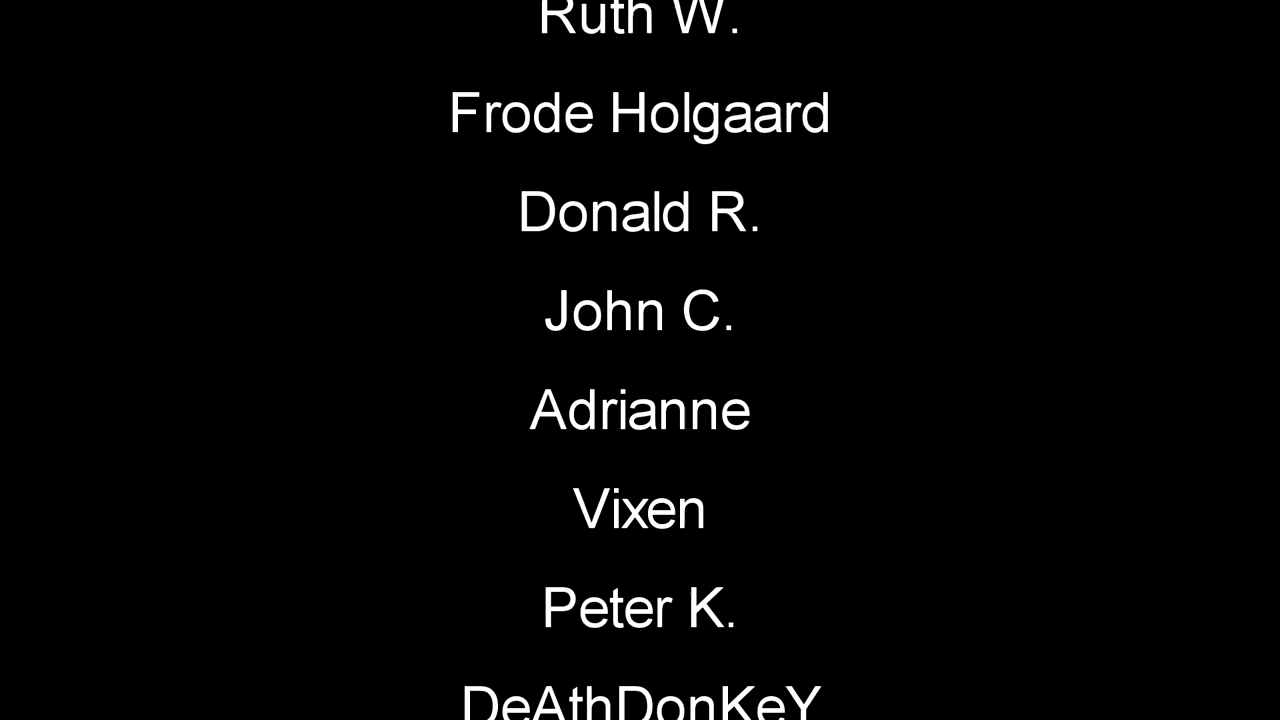 Ruth W.
Frode Holgaard
Donald R.
John C.
Adrianne
Vixen
Peter K.
DeAthDonKeY